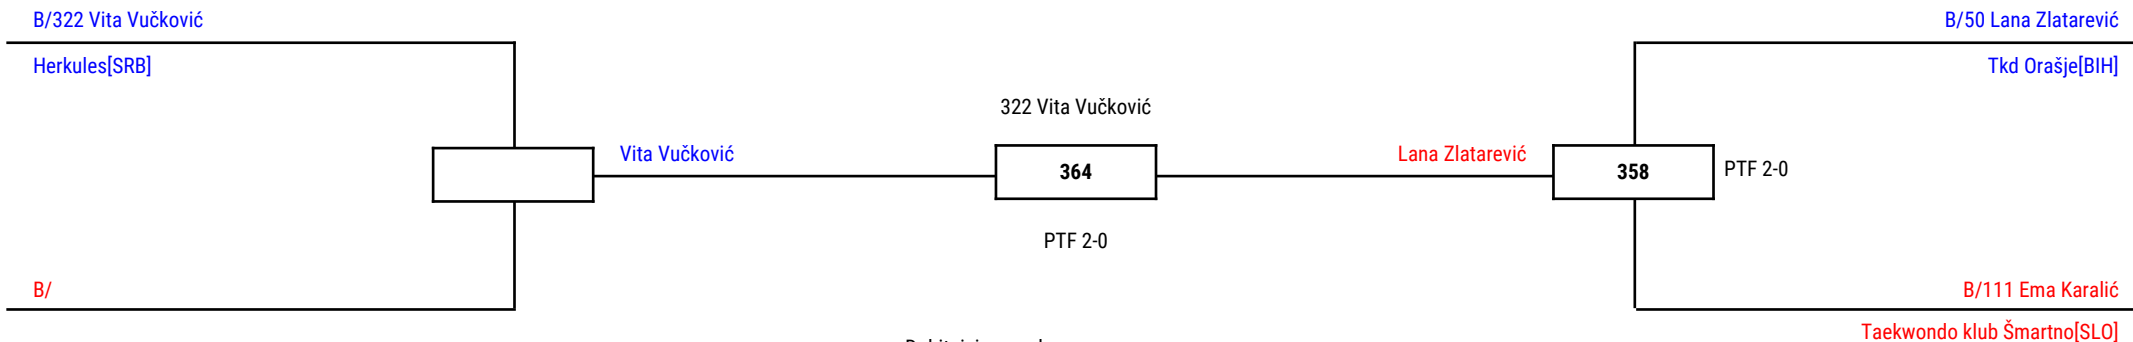 B/322 Vita Vučković
B/50 Lana Zlatarević
Herkules[SRB]
Tkd Orašje[BIH]
322 Vita Vučković
Vita Vučković
364
Lana Zlatarević
358
PTF 2-0
PTF 2-0
B/
B/111 Ema Karalić
Taekwondo klub Šmartno[SLO]